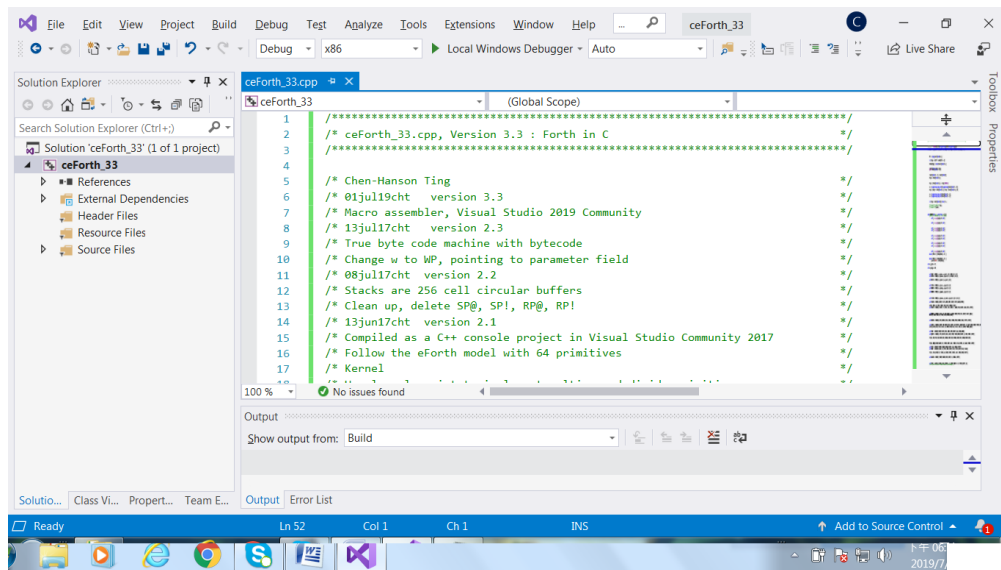 File Edit View Project Build Debug Test Analyze Tools Extensions Window Help ... ceForth_33 C
Debug x86 Local Windows Debugger Auto Live Share
Solution Explorer
Search Solution Explorer (Ctrl+;)
Solution 'ceForth_33' (1 of 1 project)
ceForth_33
References
External Dependencies
Header Files
Resource Files
Source Files
Solutio... Class Vi... Propert... Team E...
ceForth_33.cpp
ceForth_33 (Global Scope)
1 /******************************************************************************/
2 /* ceForth_33.cpp, Version 3.3 : Forth in C */
3 /******************************************************************************/
4
5 /* Chen-Hanson Ting */
6 /* 01jul19cht version 3.3 */
7 /* Macro assembler, Visual Studio 2019 Community */
8 /* 13jul17cht version 2.3 */
9 /* True byte code machine with bytecode */
10 /* Change w to WP, pointing to parameter field */
11 /* 08jul17cht version 2.2 */
12 /* Stacks are 256 cell circular buffers */
13 /* Clean up, delete SP@, SP!, RP@, RP! */
14 /* 13jun17cht version 2.1 */
15 /* Compiled as a C++ console project in Visual Studio Community 2017 */
16 /* Follow the eForth model with 64 primitives */
17 /* Kernel */
100 % No issues found
Output
Show output from: Build
Output Error List
Toolbox
Properties
Ready Ln 52 Col 1 Ch 1 INS Add to Source Control 1
下午 06:
2019/7/